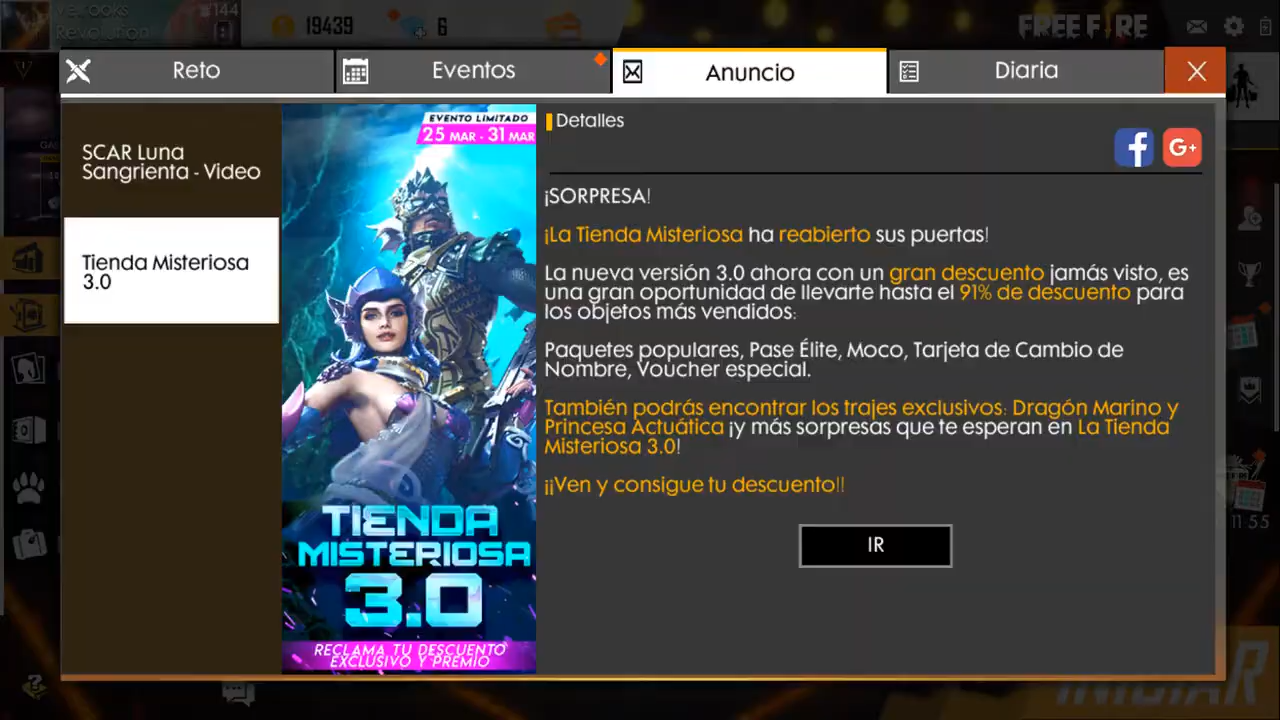 Revolution
144
19439
6
FREE FIRE
Reto
Eventos
Anuncio
Diaria
SCAR Luna
Sangrienta - Video
Tienda Misteriosa
3.0
EVENTO LIMITADO
25 MAR - 31 MAR
TIENDA
MISTERIOSA
3.0
RECLAMA TU DESCUENTO
EXCLUSIVO Y PREMIO
Detalles
f
G+
¡SORPRESA!
¡La Tienda Misteriosa ha reabierto sus puertas!
La nueva versión 3.0 ahora con un gran descuento jamás visto, es
una gran oportunidad de llevarte hasta el 91% de descuento para
los objetos más vendidos:
Paquetes populares, Pase Élite, Moco, Tarjeta de Cambio de
Nombre, Voucher especial.
También podrás encontrar los trajes exclusivos: Dragón Marino y
Princesa Actuática ¡y más sorpresas que te esperan en La Tienda
Misteriosa 3.0!
¡¡Ven y consigue tu descuento!!
IR
11:55
INICIAR